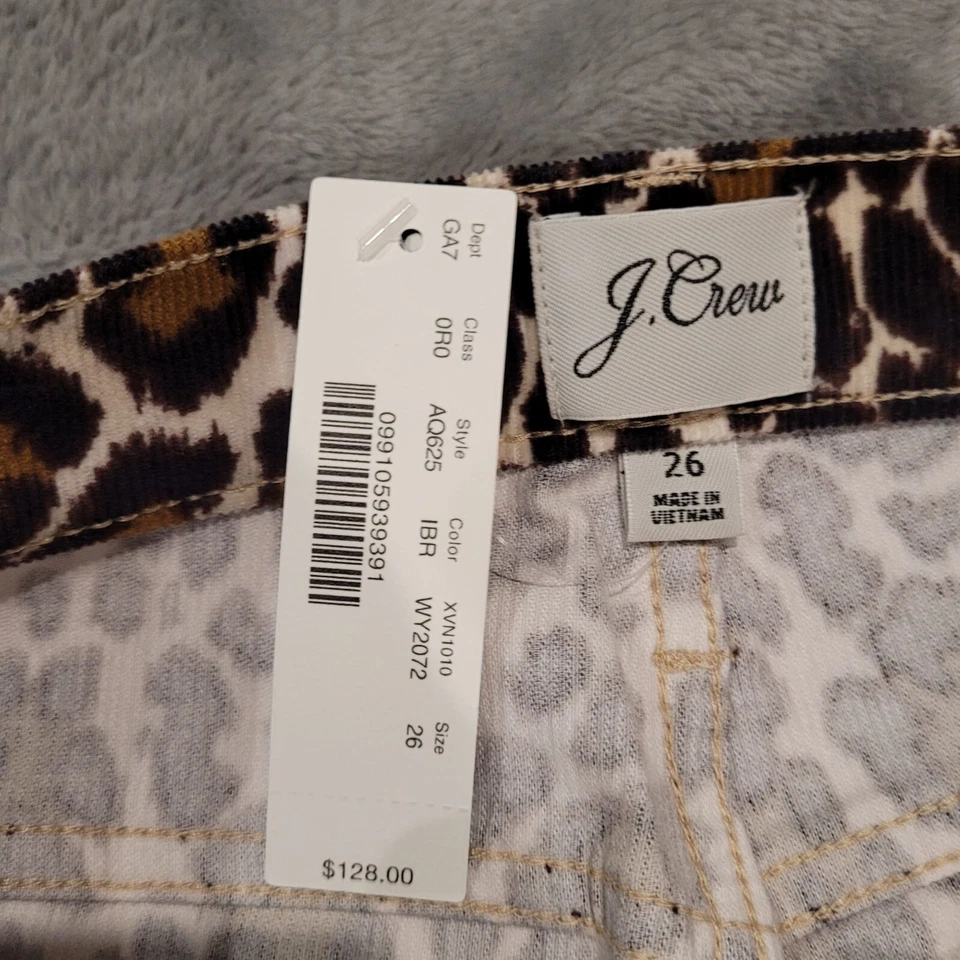 Dept Class Style Color XVN1010 Size
GA7 0R0 AQ625 IBR WY2072 26
099105939391
$128.00
J.Crew
26
MADE IN
VIETNAM